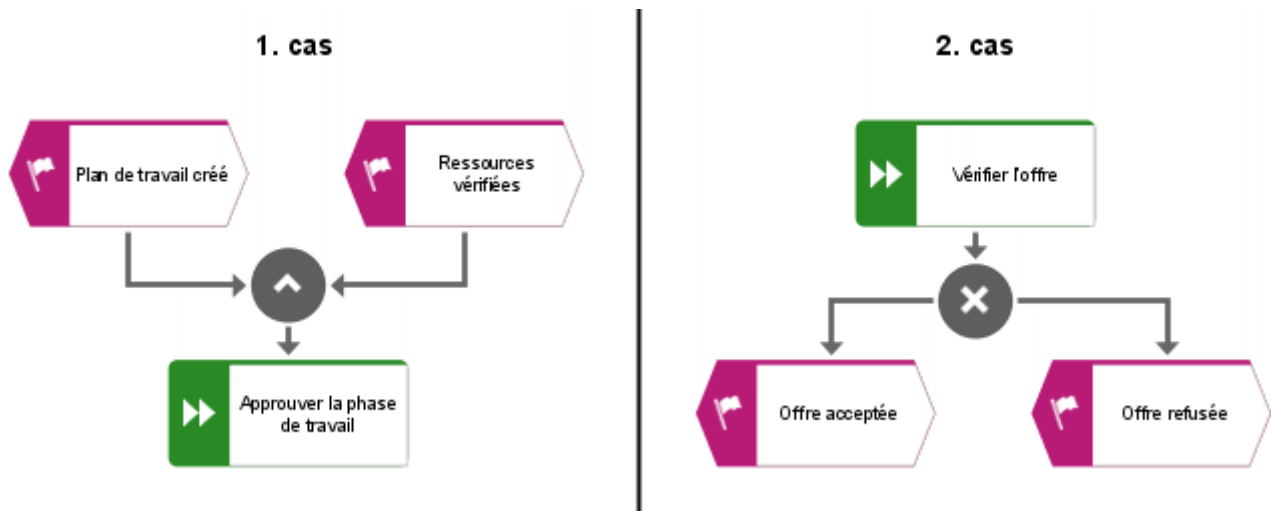 1. cas
2. cas
Plan de travail créé
Ressources
vérifiées
Vérifier l'offre
Approuver la phase
de travail
Offre acceptée
Offre refusée